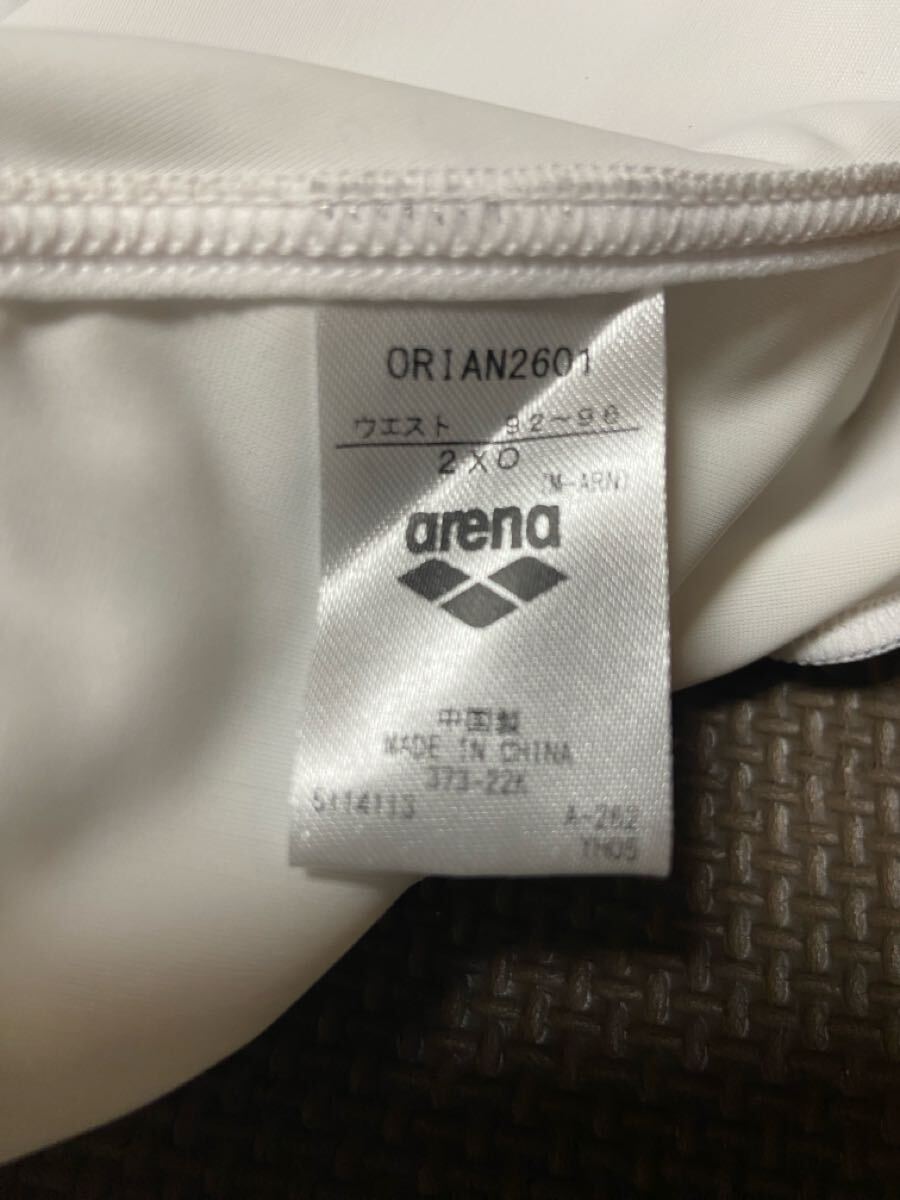 ORIAN2601
ウエスト 92~96
2XO
(M-ARN)
arena
中国製
MADE IN CHINA
373-22K
5114113
A-262
YH05